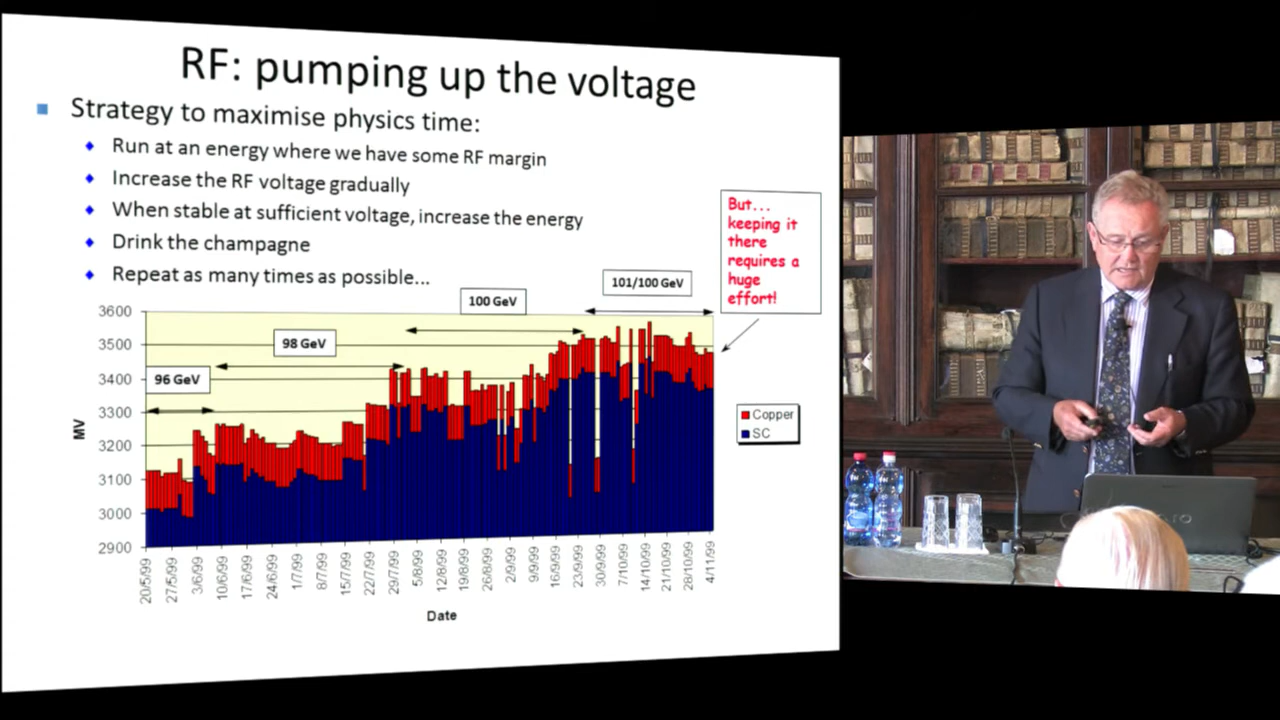 RF: pumping up the voltage
Strategy to maximise physics time:
Run at an energy where we have some RF margin
Increase the RF voltage gradually
When stable at sufficient voltage, increase the energy
Drink the champagne
Repeat as many times as possible...
But...
keeping it
there
requires a
huge
effort!
101/100 GeV
100 GeV
98 GeV
96 GeV
3600
3500
3400
3300
3200
3100
3000
2900
MV
Copper
SC
20/5/99
27/5/99
3/6/99
10/6/99
17/6/99
24/6/99
1/7/99
8/7/99
15/7/99
22/7/99
29/7/99
5/8/99
12/8/99
19/8/99
26/8/99
2/9/99
9/9/99
16/9/99
23/9/99
30/9/99
7/10/99
14/10/99
21/10/99
28/10/99
4/11/99
Date